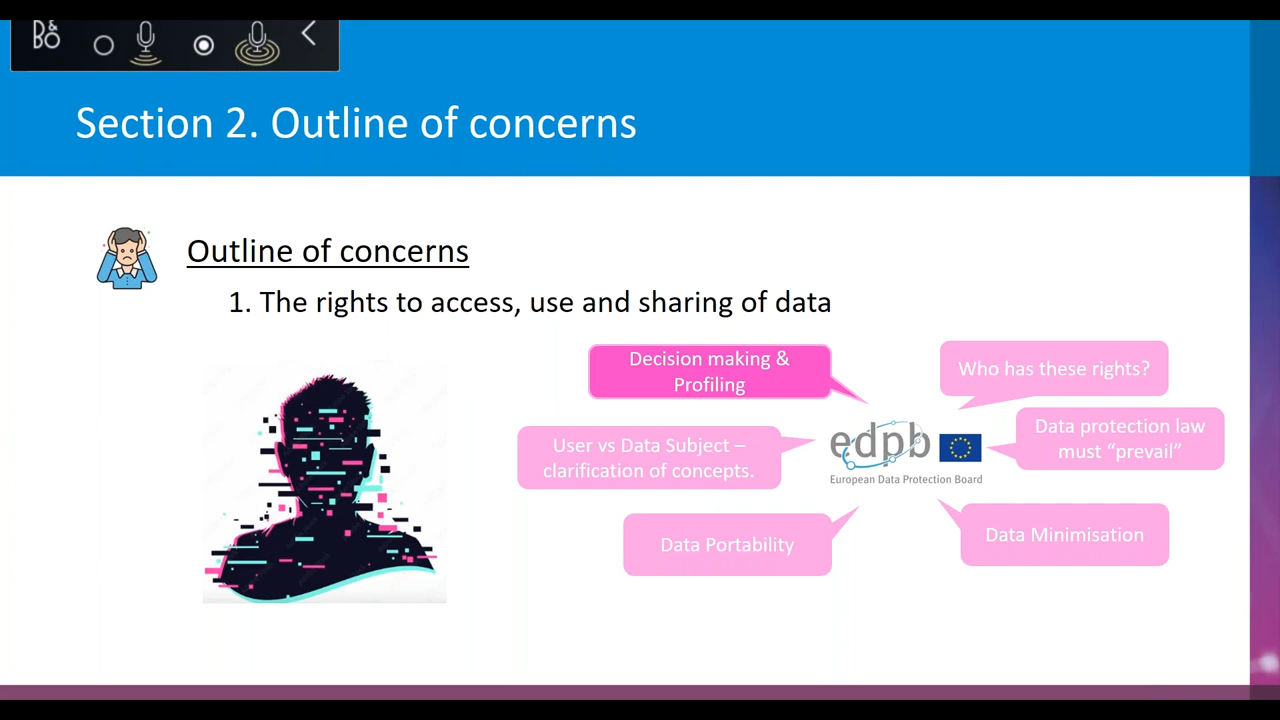 B&O
Section 2. Outline of concerns
Outline of concerns
1. The rights to access, use and sharing of data
Decision making &
Profiling
Who has these rights?
User vs Data Subject –
clarification of concepts.
edpb
European Data Protection Board
Data protection law
must “prevail”
Data Portability
Data Minimisation